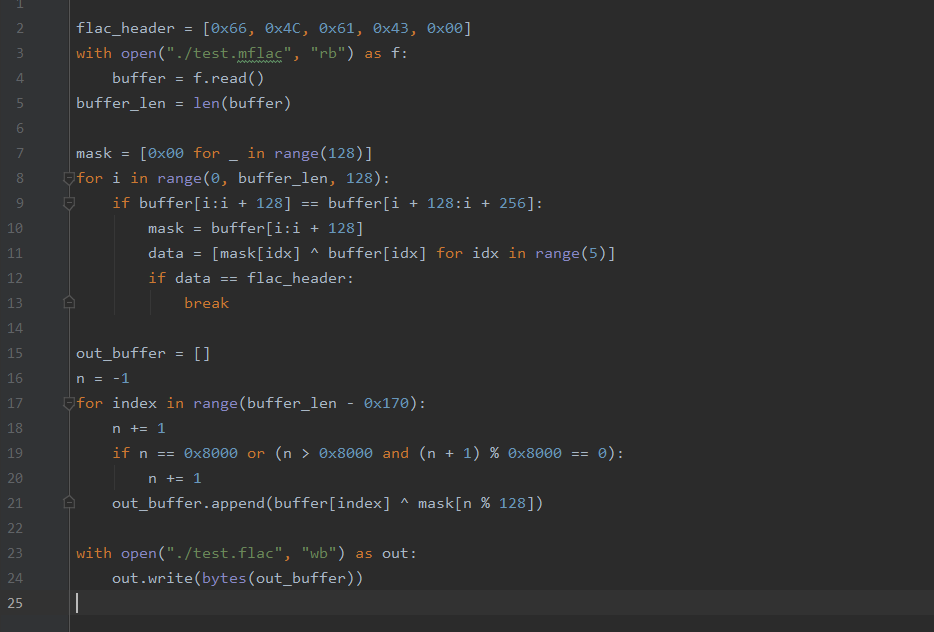 1
2 flac_header = [0x66, 0x4C, 0x61, 0x43, 0x00]
3 with open("./test.mflac", "rb") as f:
4     buffer = f.read()
5 buffer_len = len(buffer)
6
7 mask = [0x00 for _ in range(128)]
8 for i in range(0, buffer_len, 128):
9     if buffer[i:i + 128] == buffer[i + 128:i + 256]:
10         mask = buffer[i:i + 128]
11         data = [mask[idx] ^ buffer[idx] for idx in range(5)]
12         if data == flac_header:
13             break
14
15 out_buffer = []
16 n = -1
17 for index in range(buffer_len - 0x170):
18     n += 1
19     if n == 0x8000 or (n > 0x8000 and (n + 1) % 0x8000 == 0):
20         n += 1
21     out_buffer.append(buffer[index] ^ mask[n % 128])
22
23 with open("./test.flac", "wb") as out:
24     out.write(bytes(out_buffer))
25